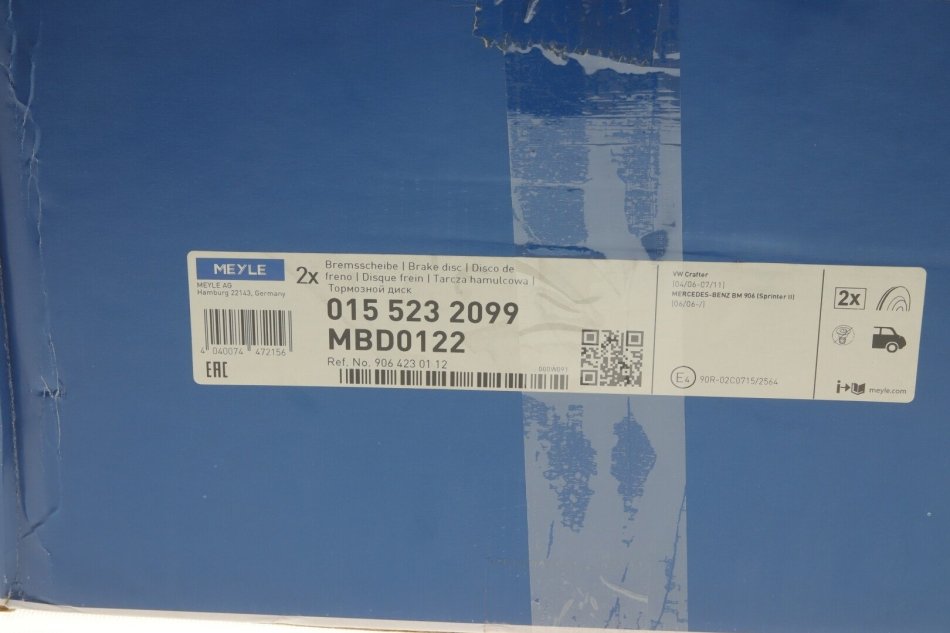 MEYLE
MEYLE AG
Hamburg 22143, Germany
4 040074 472156
EAC
2x
Bremsscheibe | Brake disc | Disco de
freno | Disque frein | Tarcza hamulcowa |
Тормозной диск
015 523 2099
MBD0122
Ref. No. 906 423 01 12
VW Crafter
(04/06-07/11)
MERCEDES-BENZ BM 906 (Sprinter II)
(06/06-/)
E4 90R-02C0715/2564
2x
i
meyle.com